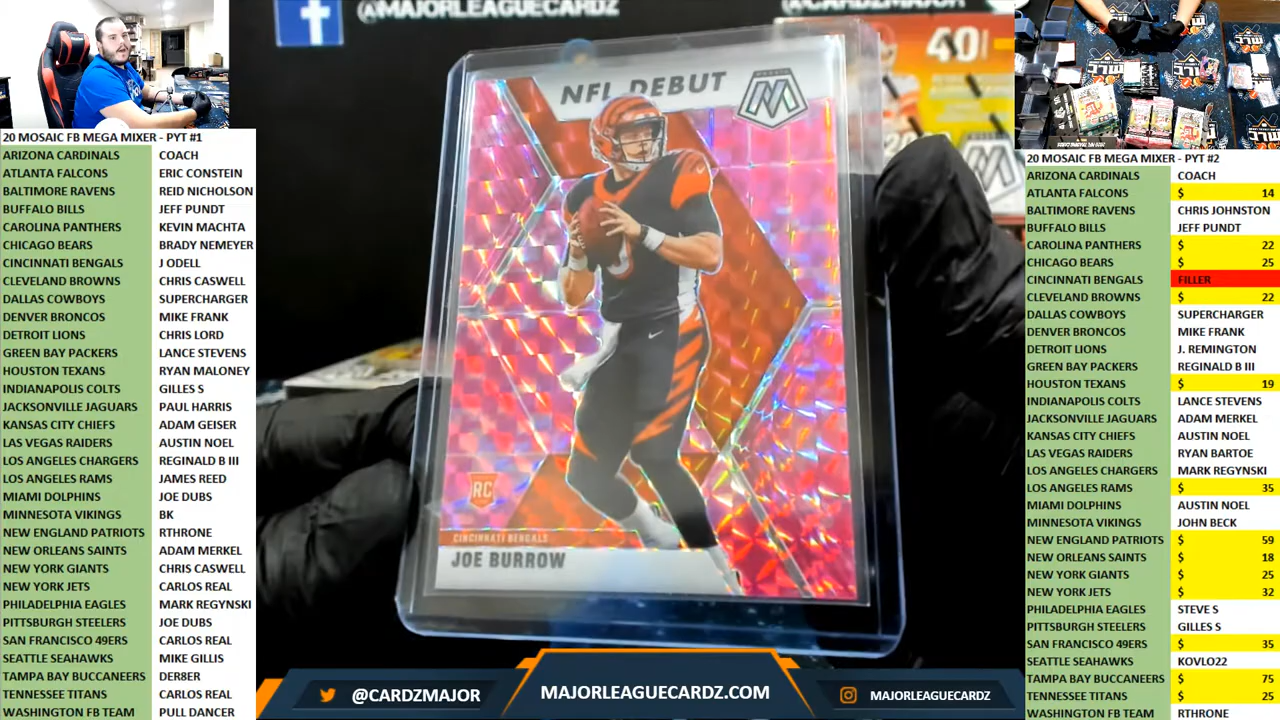 @MAJORLEAGUECARDZ
@CARDZMAJOR
20 MOSAIC FB MEGA MIXER - PYT #1
ARIZONA CARDINALS COACH
ATLANTA FALCONS ERIC CONSTEIN
BALTIMORE RAVENS REID NICHOLSON
BUFFALO BILLS JEFF PUNDT
CAROLINA PANTHERS KEVIN MACHTA
CHICAGO BEARS BRADY NEMEYER
CINCINNATI BENGALS J ODELL
CLEVELAND BROWNS CHRIS CASWELL
DALLAS COWBOYS SUPERCHARGER
DENVER BRONCOS MIKE FRANK
DETROIT LIONS CHRIS LORD
GREEN BAY PACKERS LANCE STEVENS
HOUSTON TEXANS RYAN MALONEY
INDIANAPOLIS COLTS GILLES S
JACKSONVILLE JAGUARS PAUL HARRIS
KANSAS CITY CHIEFS ADAM GEISER
LAS VEGAS RAIDERS AUSTIN NOEL
LOS ANGELES CHARGERS REGINALD B III
LOS ANGELES RAMS JAMES REED
MIAMI DOLPHINS JOE DUBS
MINNESOTA VIKINGS BK
NEW ENGLAND PATRIOTS RTHRONE
NEW ORLEANS SAINTS ADAM MERKEL
NEW YORK GIANTS CHRIS CASWELL
NEW YORK JETS CARLOS REAL
PHILADELPHIA EAGLES MARK REGYNSKI
PITTSBURGH STEELERS JOE DUBS
SAN FRANCISCO 49ERS CARLOS REAL
SEATTLE SEAHAWKS MIKE GILLIS
TAMPA BAY BUCCANEERS DER8ER
TENNESSEE TITANS CARLOS REAL
WASHINGTON FB TEAM PULL DANCER
NFL DEBUT
RC
CINCINNATI BENGALS
JOE BURROW
40
20 MOSAIC FB MEGA MIXER - PYT #2
ARIZONA CARDINALS COACH
ATLANTA FALCONS $ 14
BALTIMORE RAVENS CHRIS JOHNSTON
BUFFALO BILLS JEFF PUNDT
CAROLINA PANTHERS $ 22
CHICAGO BEARS $ 25
CINCINNATI BENGALS FILLER
CLEVELAND BROWNS $ 22
DALLAS COWBOYS SUPERCHARGER
DENVER BRONCOS MIKE FRANK
DETROIT LIONS J. REMINGTON
GREEN BAY PACKERS REGINALD B III
HOUSTON TEXANS $ 19
INDIANAPOLIS COLTS LANCE STEVENS
JACKSONVILLE JAGUARS ADAM MERKEL
KANSAS CITY CHIEFS AUSTIN NOEL
LAS VEGAS RAIDERS RYAN BARTOE
LOS ANGELES CHARGERS MARK REGYNSKI
LOS ANGELES RAMS $ 35
MIAMI DOLPHINS AUSTIN NOEL
MINNESOTA VIKINGS JOHN BECK
NEW ENGLAND PATRIOTS $ 59
NEW ORLEANS SAINTS $ 18
NEW YORK GIANTS $ 25
NEW YORK JETS $ 32
PHILADELPHIA EAGLES STEVE S
PITTSBURGH STEELERS GILLES S
SAN FRANCISCO 49ERS $ 35
SEATTLE SEAHAWKS KOVLO22
TAMPA BAY BUCCANEERS $ 75
TENNESSEE TITANS $ 25
WASHINGTON FB TEAM RTHRONE
@CARDZMAJOR
MAJORLEAGUECARDZ.COM
MAJORLEAGUECARDZ